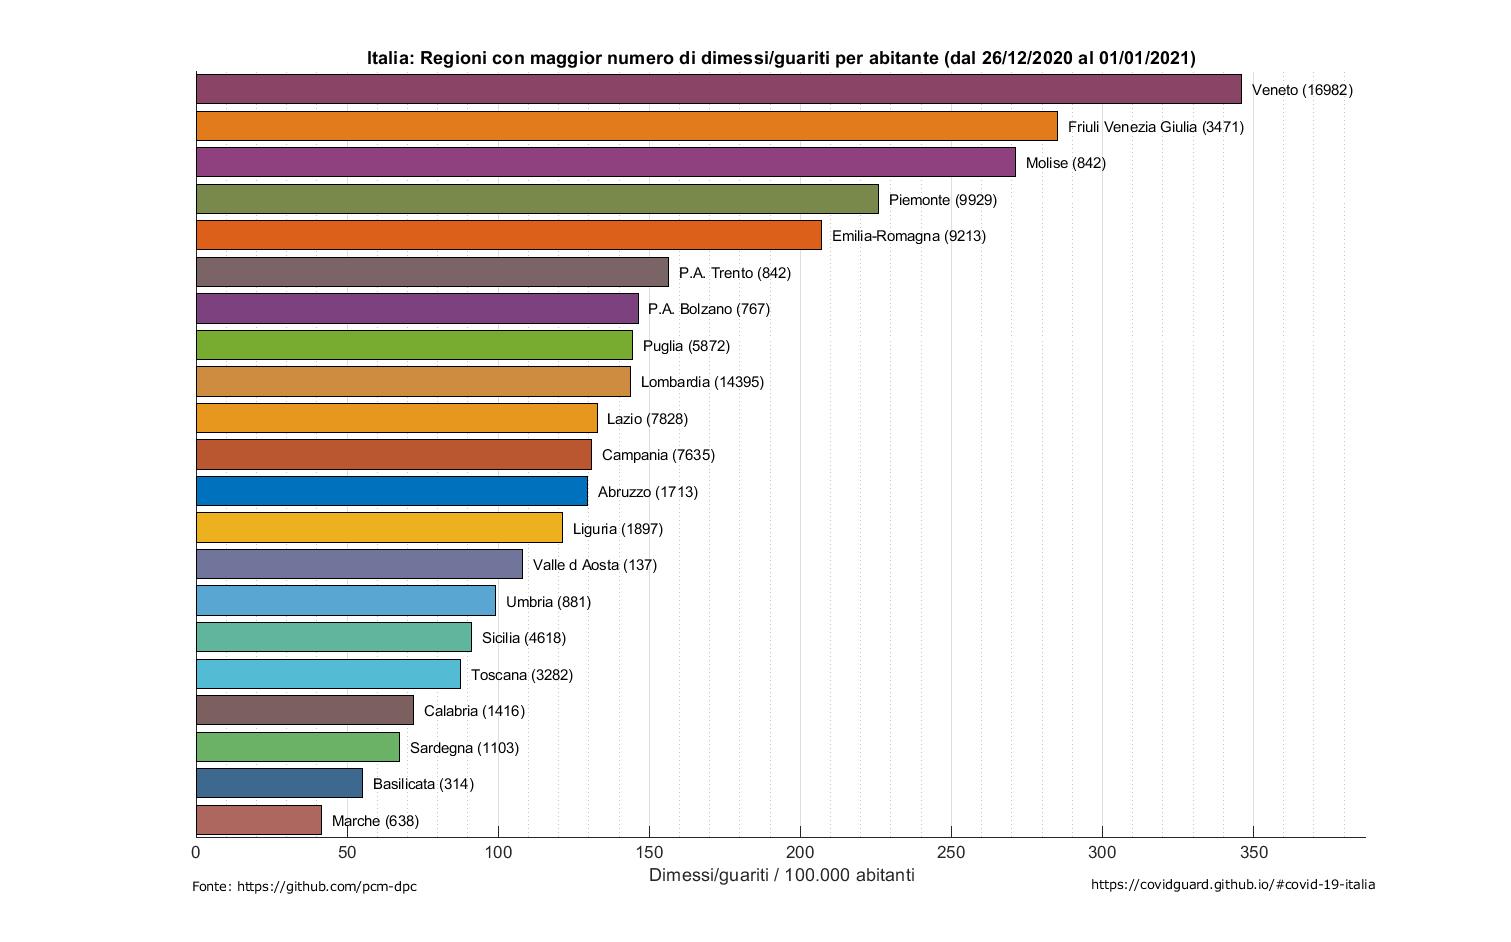 Italia: Regioni con maggior numero di dimessi/guariti per abitante (dal 26/12/2020 al 01/01/2021)
Veneto (16982)
Friuli Venezia Giulia (3471)
Molise (842)
Piemonte (9929)
Emilia-Romagna (9213)
P.A. Trento (842)
P.A. Bolzano (767)
Puglia (5872)
Lombardia (14395)
Lazio (7828)
Campania (7635)
Abruzzo (1713)
Liguria (1897)
Valle d Aosta (137)
Umbria (881)
Sicilia (4618)
Toscana (3282)
Calabria (1416)
Sardegna (1103)
Basilicata (314)
Marche (638)
0 50 100 150 200 250 300 350
Dimessi/guariti / 100.000 abitanti
Fonte: https://github.com/pcm-dpc
https://covidguard.github.io/#covid-19-italia